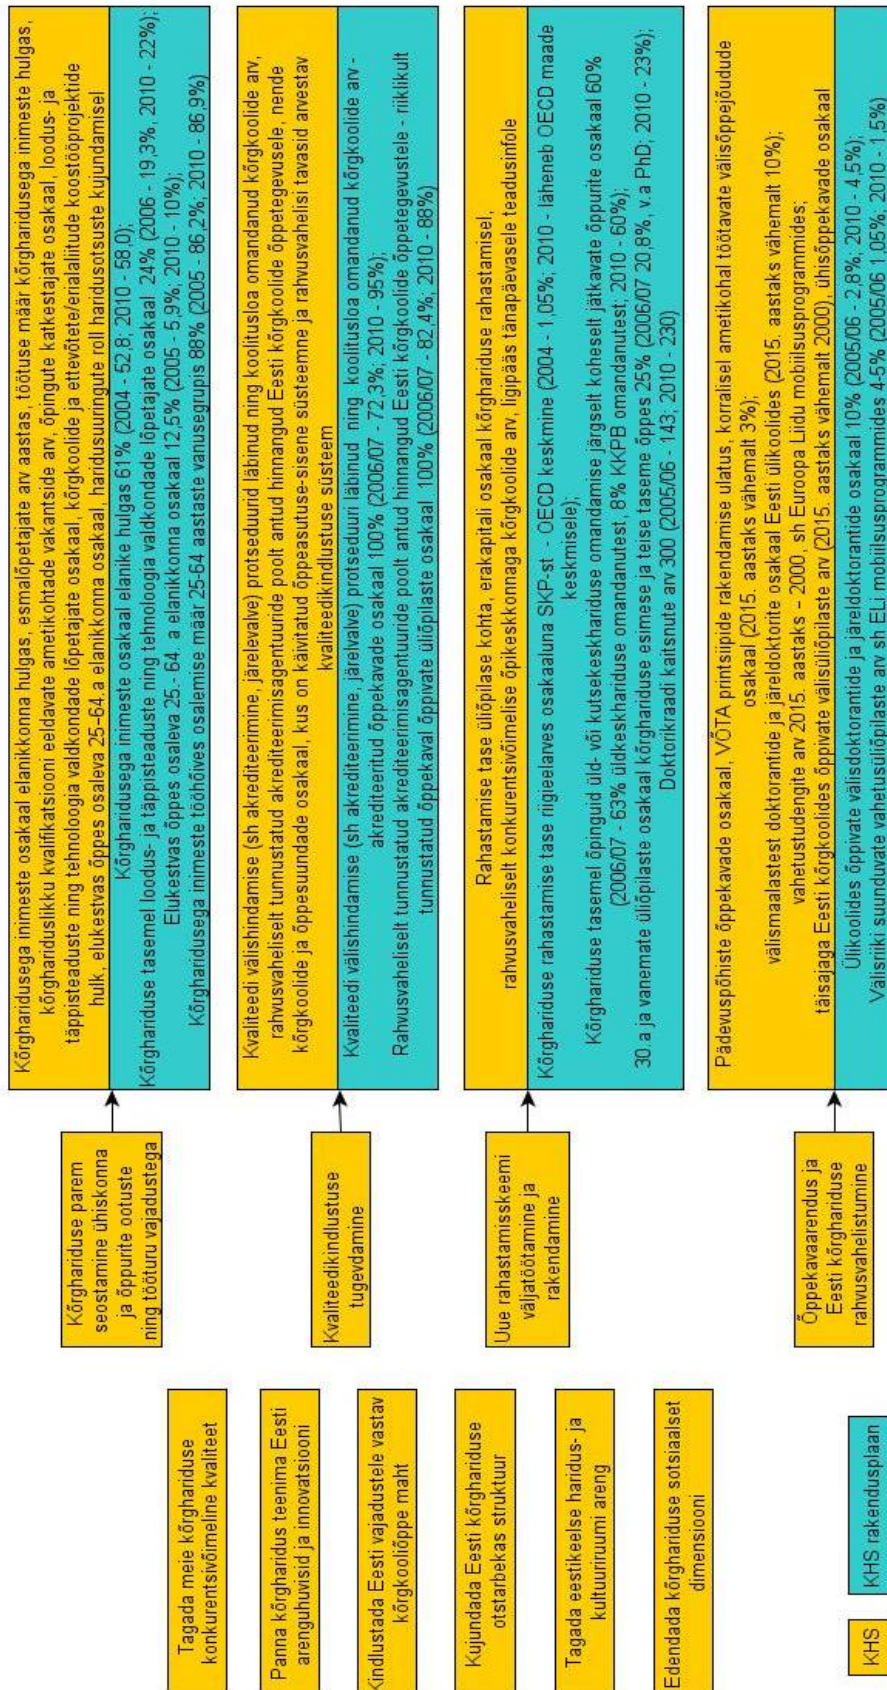 Tagada meie kõrghariduse
konkurentsivõimeline kvaliteet
Panna kõrgharidus teenima Eesti
arenguhuvisid ja innovatsiooni
Kindlustada Eesti vajadustele vastav
kõrgkooliõppe maht
Kujundada Eesti kõrghariduse
otstarbekas struktuur
Tagada eestikeelse haridus- ja
kultuuriruumi areng
Edendada kõrghariduse sotsiaalset
dimensiooni
Kõrghariduse parem
seostamine ühiskonna
ja õppurite ootuste
ning tööturu vajadustega
Kõrgharidusega inimeste osakaal elanikkonna hulgas, esmalõpetajate arv aastas, töötuse määr kõrgharidusega inimeste hulgas,
kõrghariduslikku kvalifikatsiooni eeldavate ametikohtade vakantside arv, õpingute katkestajate osakaal, loodus- ja
täppisteaduste ning tehnoloogia valdkondade lõpetajate osakaal, kõrgkoolide ja ettevõtete/erialaliitude koostööprojektide
hulk, elukestvas õppes osaleva 25-64.a elanikkonna osakaal, haridusuuringute roll haridusotsuste kujundamisel
Kõrgharidusega inimeste osakaal elanike hulgas 61% (2004 - 52,8; 2010 - 58,0);
Kõrghariduse tasemel loodus- ja täppisteaduste ning tehnoloogia valdkondade lõpetajate osakaal 24% (2006 - 19,3%, 2010 - 22%);
Elukestvas õppes osaleva 25.- 64. a elanikkonna osakaal 12,5% (2005 - 5,9%; 2010 - 10%);
Kõrgharidusega inimeste tööhõives osalemise määr 25-64 aastaste vanusegrupis 88% (2005 - 86,2%; 2010 - 86,9%)
Kvaliteedikindlustuse
tugevdamine
Kvaliteedi välishindamise (sh akrediteerimine, järelevalve) protseduurid läbinud ning koolitusloa omandanud kõrgkoolide arv,
rahvusvaheliselt tunnustatud akrediteerimisagentuuride poolt antud hinnangud Eesti kõrgkoolide õppetegevusele, nende
kõrgkoolide ja õppesuundade osakaal, kus on käivitatud õppeasutuse-sisene süsteemne ja rahvusvahelisi tavasid arvestav
kvaliteedikindlustuse süsteem
Kvaliteedi välishindamise (sh akrediteerimine, järelvalve) protseduuri läbinud ning koolitusloa omandanud kõrgkoolide arv -
akrediteeritud õppekavade osakaal 100% (2006/07 - 72,3%; 2010 - 95%);
Rahvusvaheliselt tunnustatud akrediteerimisagentuuride poolt antud hinnangud Eesti kõgkoolide õppetegevustele - riiklikult
tunnustatud õppekaval õppivate üliõpilaste osakaal 100% (2006/07 - 82,4%; 2010 - 88%)
Uue rahastamisskeemi
väljatöötamine ja
rakendamine
Rahastamise tase üliõpilase kohta, erakapitali osakaal kõrghariduse rahastamisel,
rahvusvaheliselt konkurentsivõimelise õpikeskkonnaga kõrgkoolide arv, ligipääs tänapäevasele teadusinfole
Kõrghariduse rahastamise tase riigieelarves osakaaluna SKP-st - OECD keskmine (2004 - 1,05%; 2010 - läheneb OECD maade
keskmisele);
Kõrghariduse tasemel õpinguid üld- või kutsekeskhariduse omandamise järgselt koheselt jätkavate õppurite osakaal 60%
(2006/07 - 63% üldkeskhariduse omandanutest, 8% KKPB omandanutest; 2010 - 60%);
30.a ja vanemate üliõpilaste osakaal kõrghariduse esimese ja teise taseme õppes 25% (2006/07 20,8%, v.a PhD; 2010 - 23%);
Doktorikraadi kaitsnute arv 300 (2005/06 - 143; 2010 - 230)
Õppekavaarendus ja
Eesti kõrghariduse
rahvusvahelistumine
Pädevuspõhiste õppekavade osakaal, VÕTA printsiipide rakendamise ulatus, korralisel ametikohal töötavate välisõppejõudude
osakaal (2015. aastaks vähemalt 3%);
välismaalastest doktorantide ja järeldoktorite osakaal Eesti ülikoolides (2015. aastaks vähemalt 10%);
vahetustudengite arv 2015. aastaks – 2000, sh Euroopa Liidu mobiilsusprogrammides;
täisajaga Eesti kõrgkoolides õppivate välisüliõpilaste arv (2015. aastaks vähemalt 2000), ühisõppekavade osakaal
Ülikoolides õppivate välisdoktorantide ja järeldoktorantide osakaal 10% (2005/06 - 2,8%; 2010 - 4,5%);
Välisriiki suunduvate vahetusüliõpilaste arv sh ELi mobiilsusprogrammides 4-5% (2005/06 1,05% 2010 - 1,5%)
KHS
KHS rakendusplaan